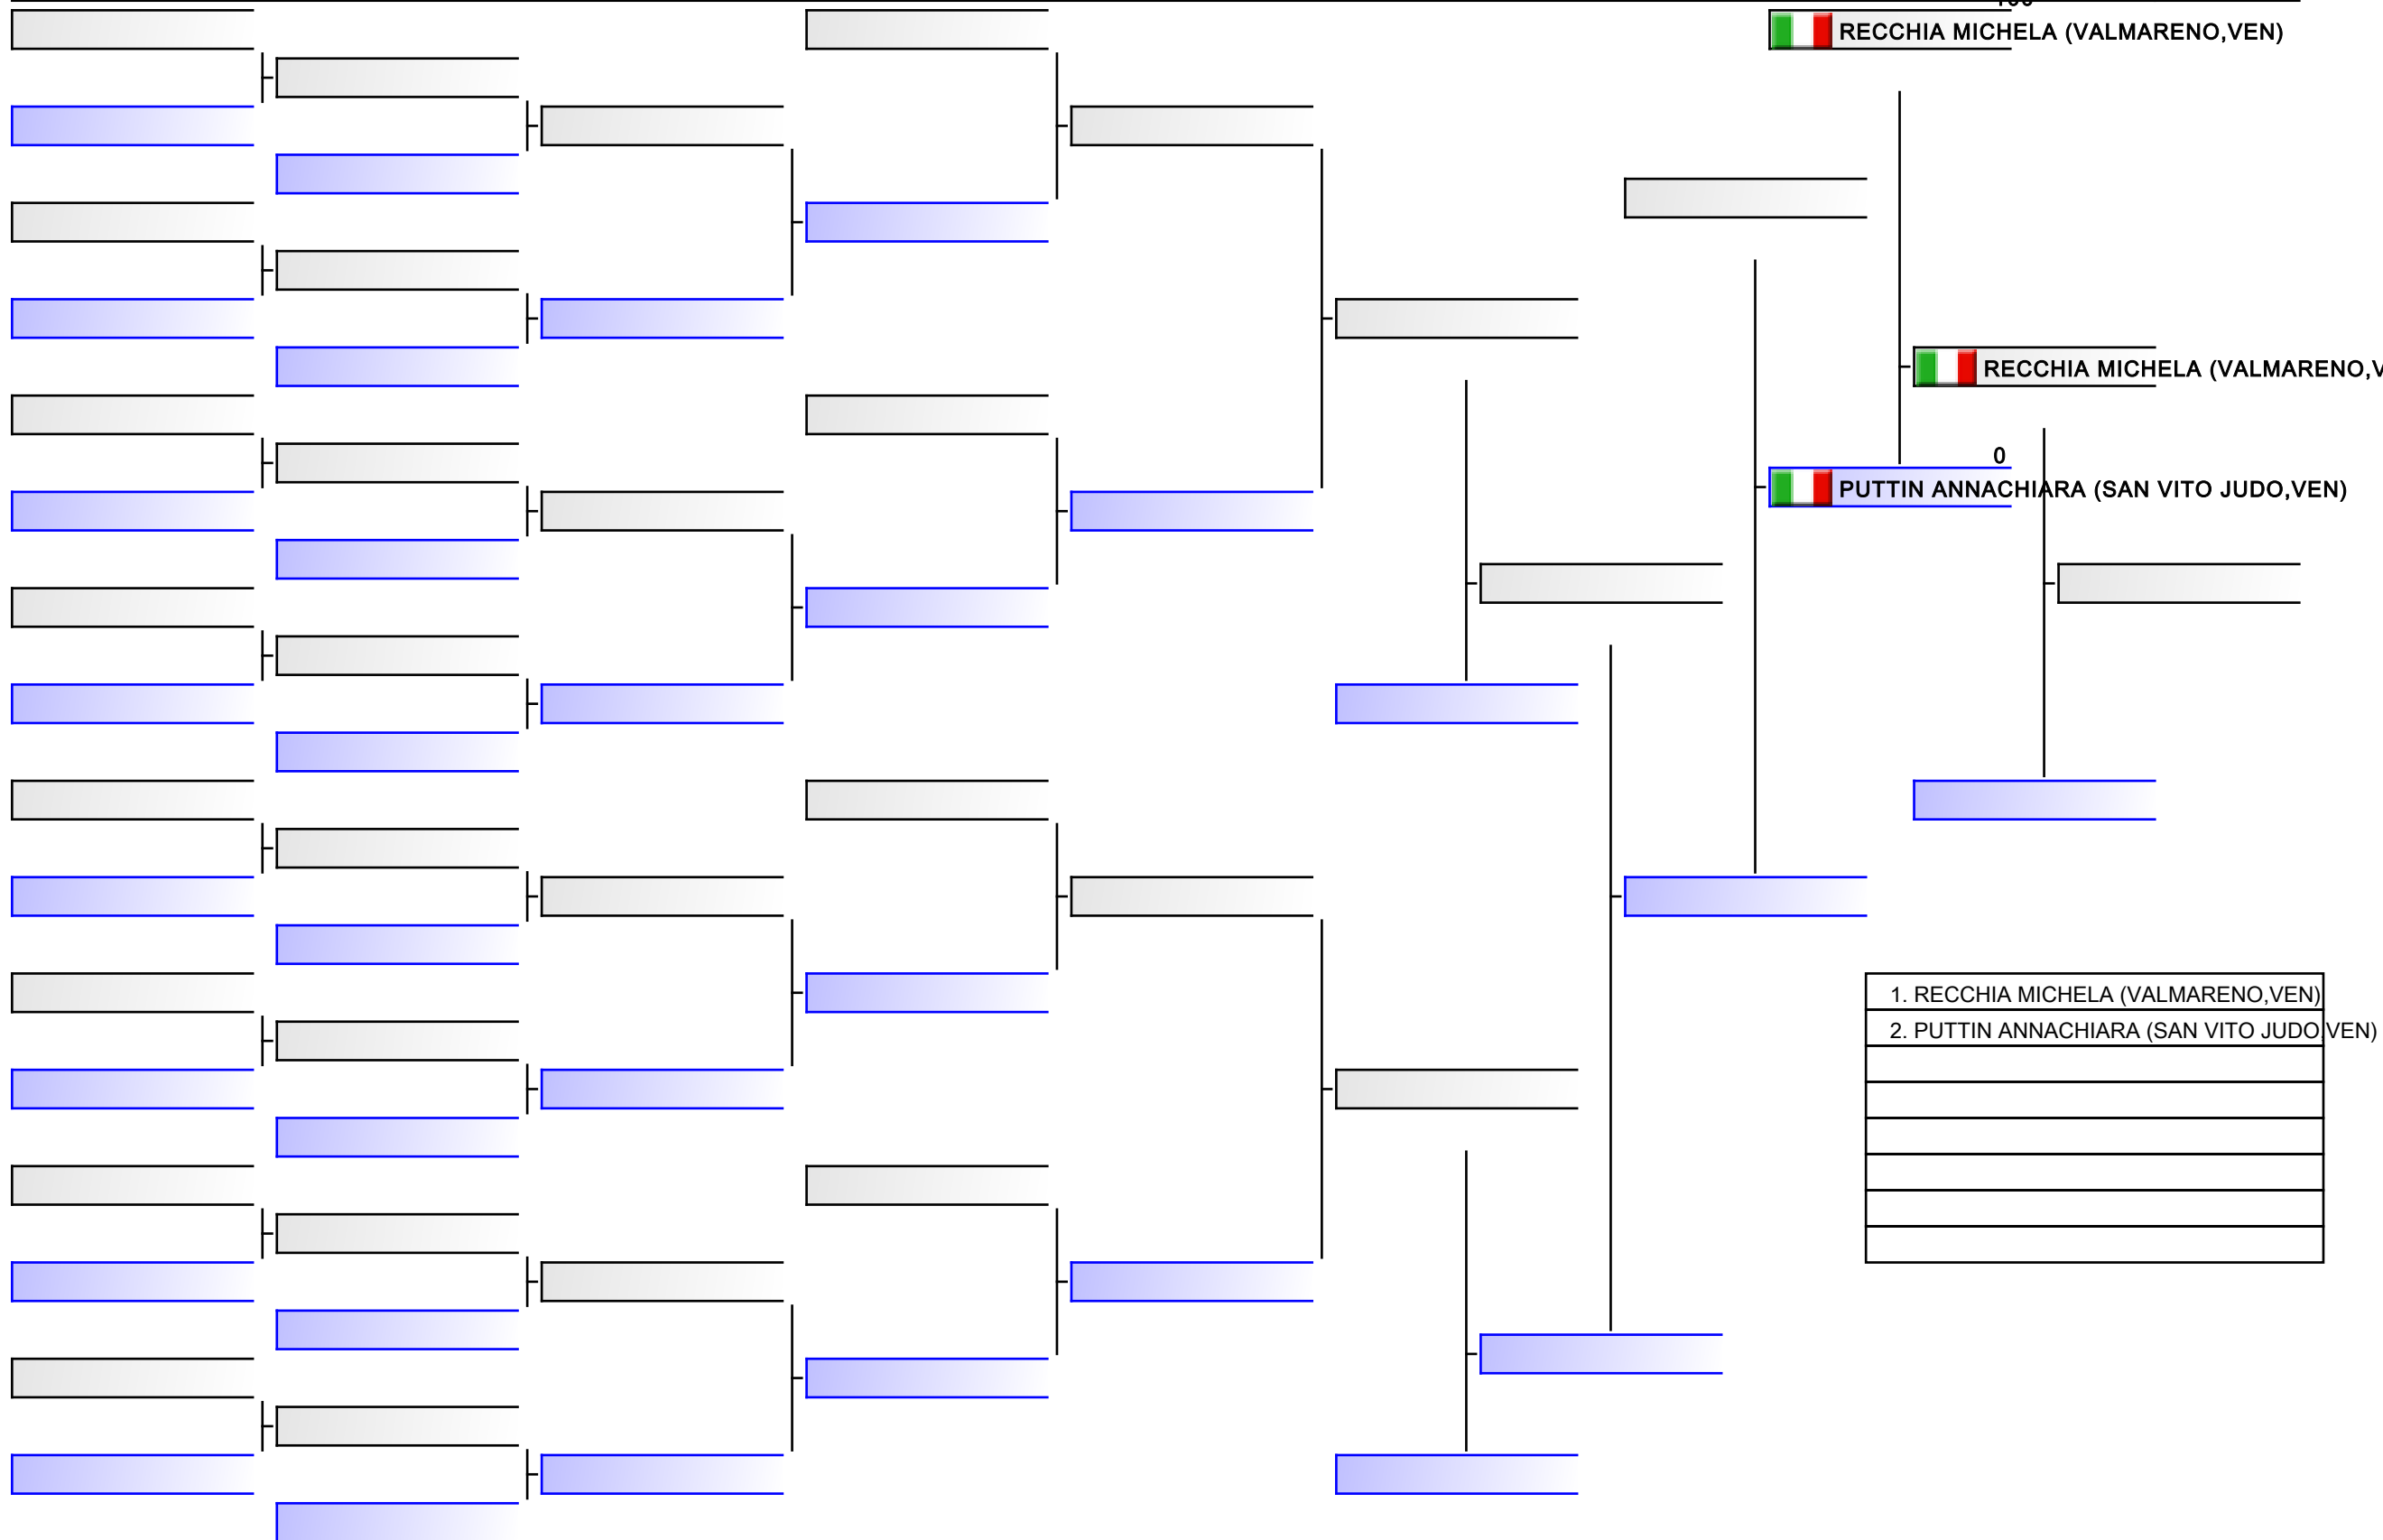 RECCHIA MICHELA (VALMARENO,VEN)
RECCHIA MICHELA (VALMARENO,V
0
PUTTIN ANNACHIARA (SAN VITO JUDO,VEN)
1. RECCHIA MICHELA (VALMARENO,VEN)
2. PUTTIN ANNACHIARA (SAN VITO JUDO,VEN)